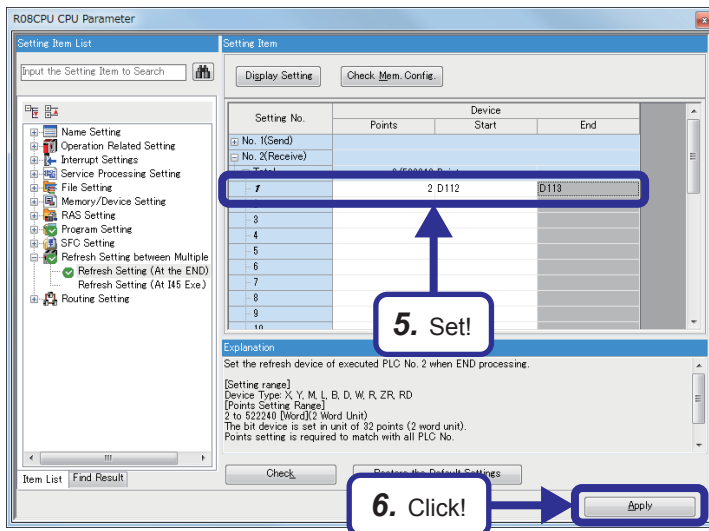 R08CPU CPU Parameter
Setting Item List
Setting Item
Input the Setting Item to Search
Display Setting
Check Mem. Config.
Setting No.
Device
Points
Start
End
No. 1(Send)
No. 2(Receive)
1
2
D112
D113
3
4
5
6
7
8
9
10
Name Setting
Operation Related Setting
Interrupt Settings
Service Processing Setting
File Setting
Memory/Device Setting
RAS Setting
Program Setting
SFC Setting
Refresh Setting between Multiple
Refresh Setting (At the END)
Refresh Setting (At I45 Exe.)
Routing Setting
5. Set!
Explanation
Set the refresh device of executed PLC No. 2 when END processing.
[Setting range]
Device Type: X, Y, M, L, B, D, W, R, ZR, RD
[Points Setting Range]
2 to 522240 [Word](2 Word Unit)
The bit device is set in unit of 32 points (2 word unit).
Points setting is required to match with all PLC No.
Item List
Find Result
Check
Restore the Default Settings
6. Click!
Apply